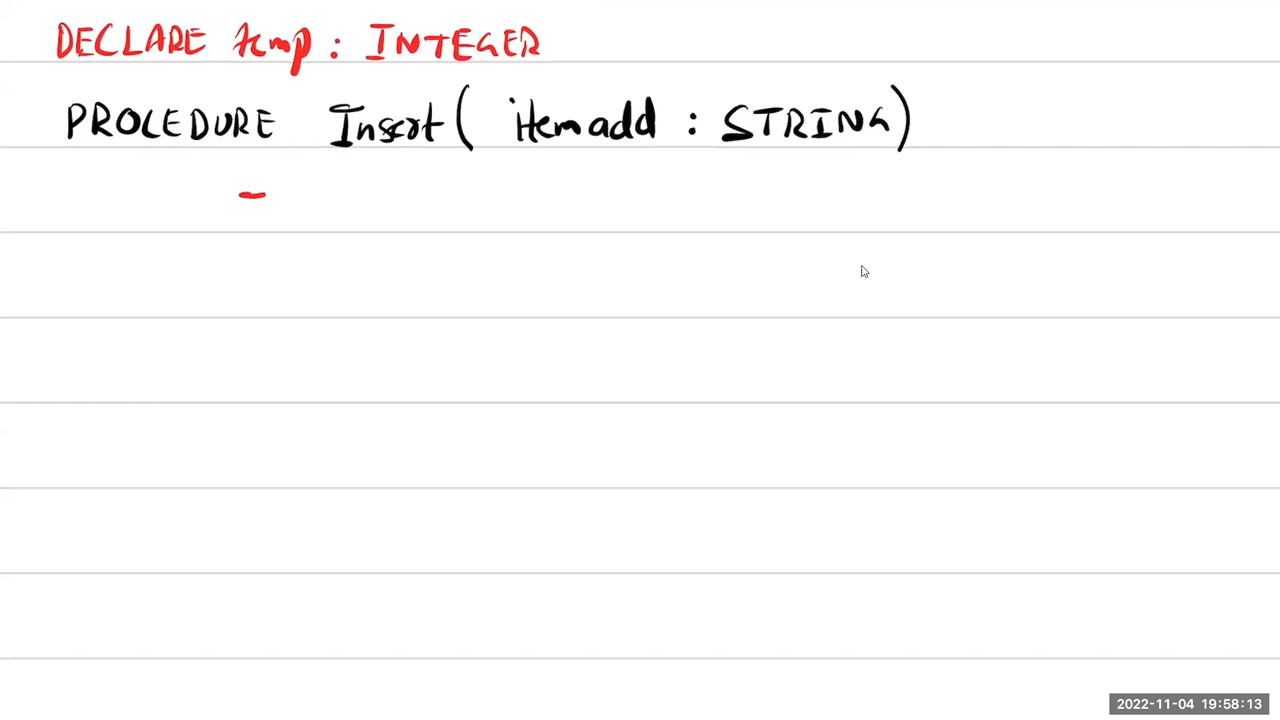 DECLARE temp : INTEGER
PROCEDURE Insert( itemadd : STRING)
2022-11-04 19:58:13